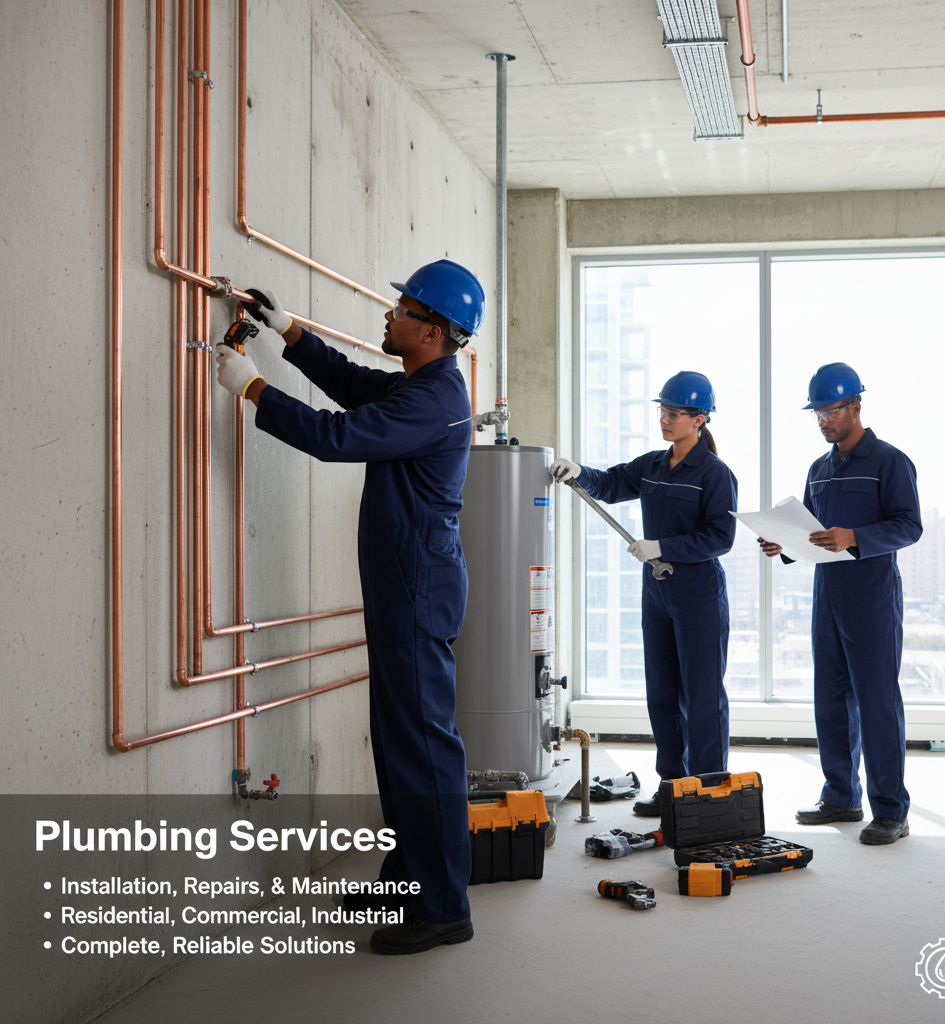 Plumbing Services
• Installation, Repairs, & Maintenance
• Residential, Commercial, Industrial
• Complete, Reliable Solutions